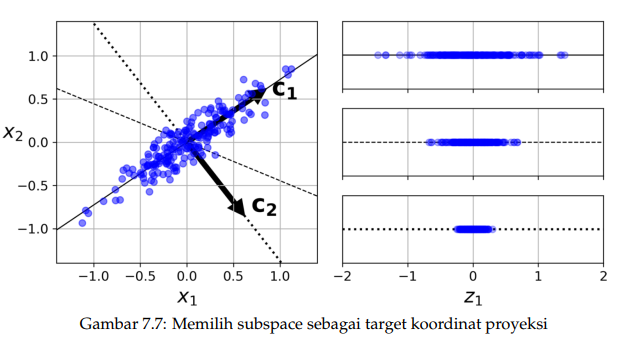 1.0
0.5
0.0
−0.5
−1.0
x2
−1.0 −0.5 0.0 0.5 1.0
x1
c1
c2
−2 −1 0 1 2
z1
Gambar 7.7: Memilih subspace sebagai target koordinat proyeksi